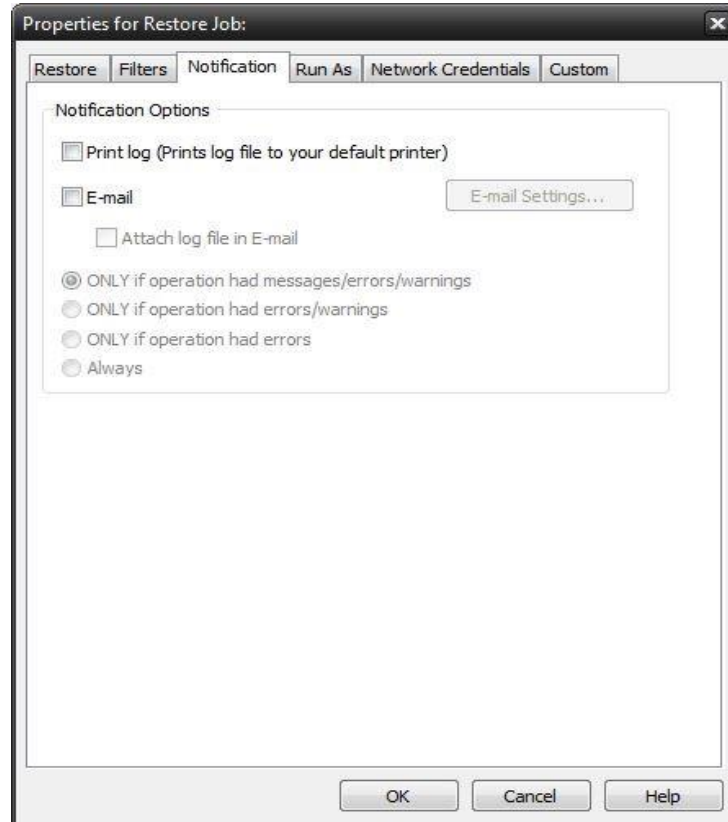 Properties for Restore Job:
Restore Filters Notification Run As Network Credentials Custom
Notification Options
Print log (Prints log file to your default printer)
E-mail E-mail Settings...
Attach log file in E-mail
ONLY if operation had messages/errors/warnings
ONLY if operation had errors/warnings
ONLY if operation had errors
Always
OK Cancel Help